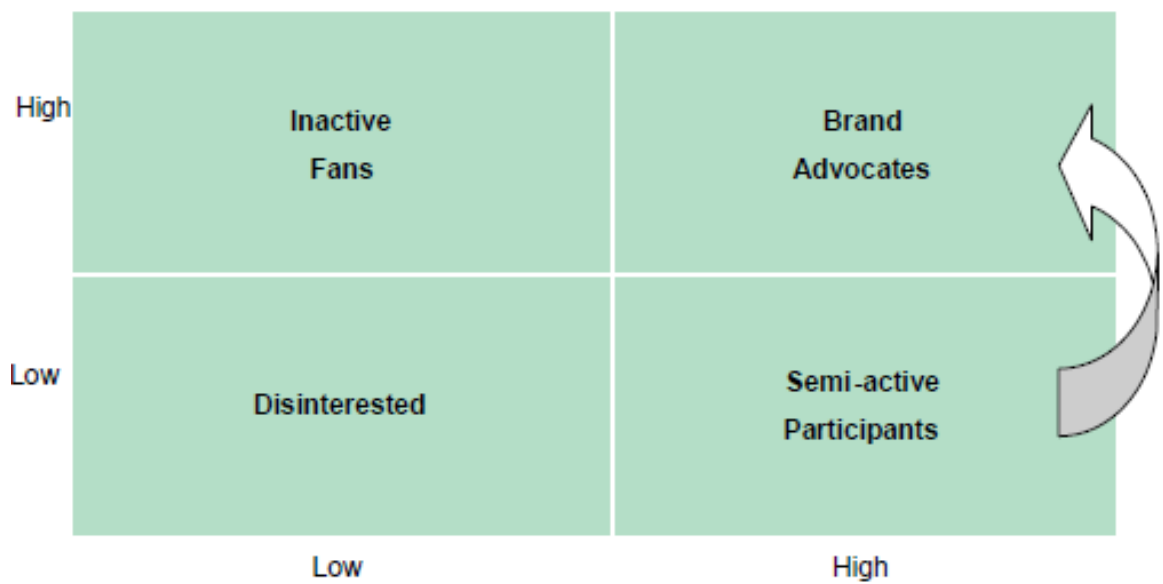 High
Inactive
Fans
Brand
Advocates
Low
Disinterested
Semi-active
Participants
Low
High